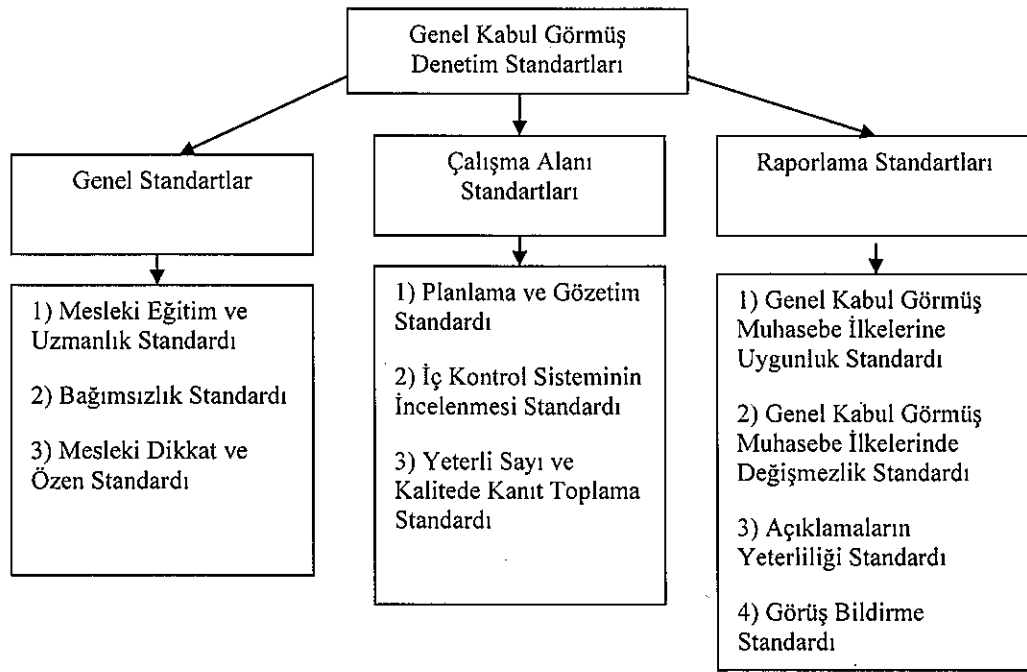 Genel Kabul Görmüş
Denetim Standartları
Genel Standartlar
Çalışma Alanı
Standartları
Raporlama Standartları
1) Mesleki Eğitim ve
Uzmanlık Standardı
2) Bağımsızlık Standardı
3) Mesleki Dikkat ve
Özen Standardı
1) Planlama ve Gözetim
Standardı
2) İç Kontrol Sisteminin
İncelenmesi Standardı
3) Yeterli Sayı ve
Kalitede Kanıt Toplama
Standardı
1) Genel Kabul Görmüş
Muhasebe İlkelerine
Uygunluk Standardı
2) Genel Kabul Görmüş
Muhasebe İlkelerinde
Değişmezlik Standardı
3) Açıklamaların
Yeterliliği Standardı
4) Görüş Bildirme
Standardı